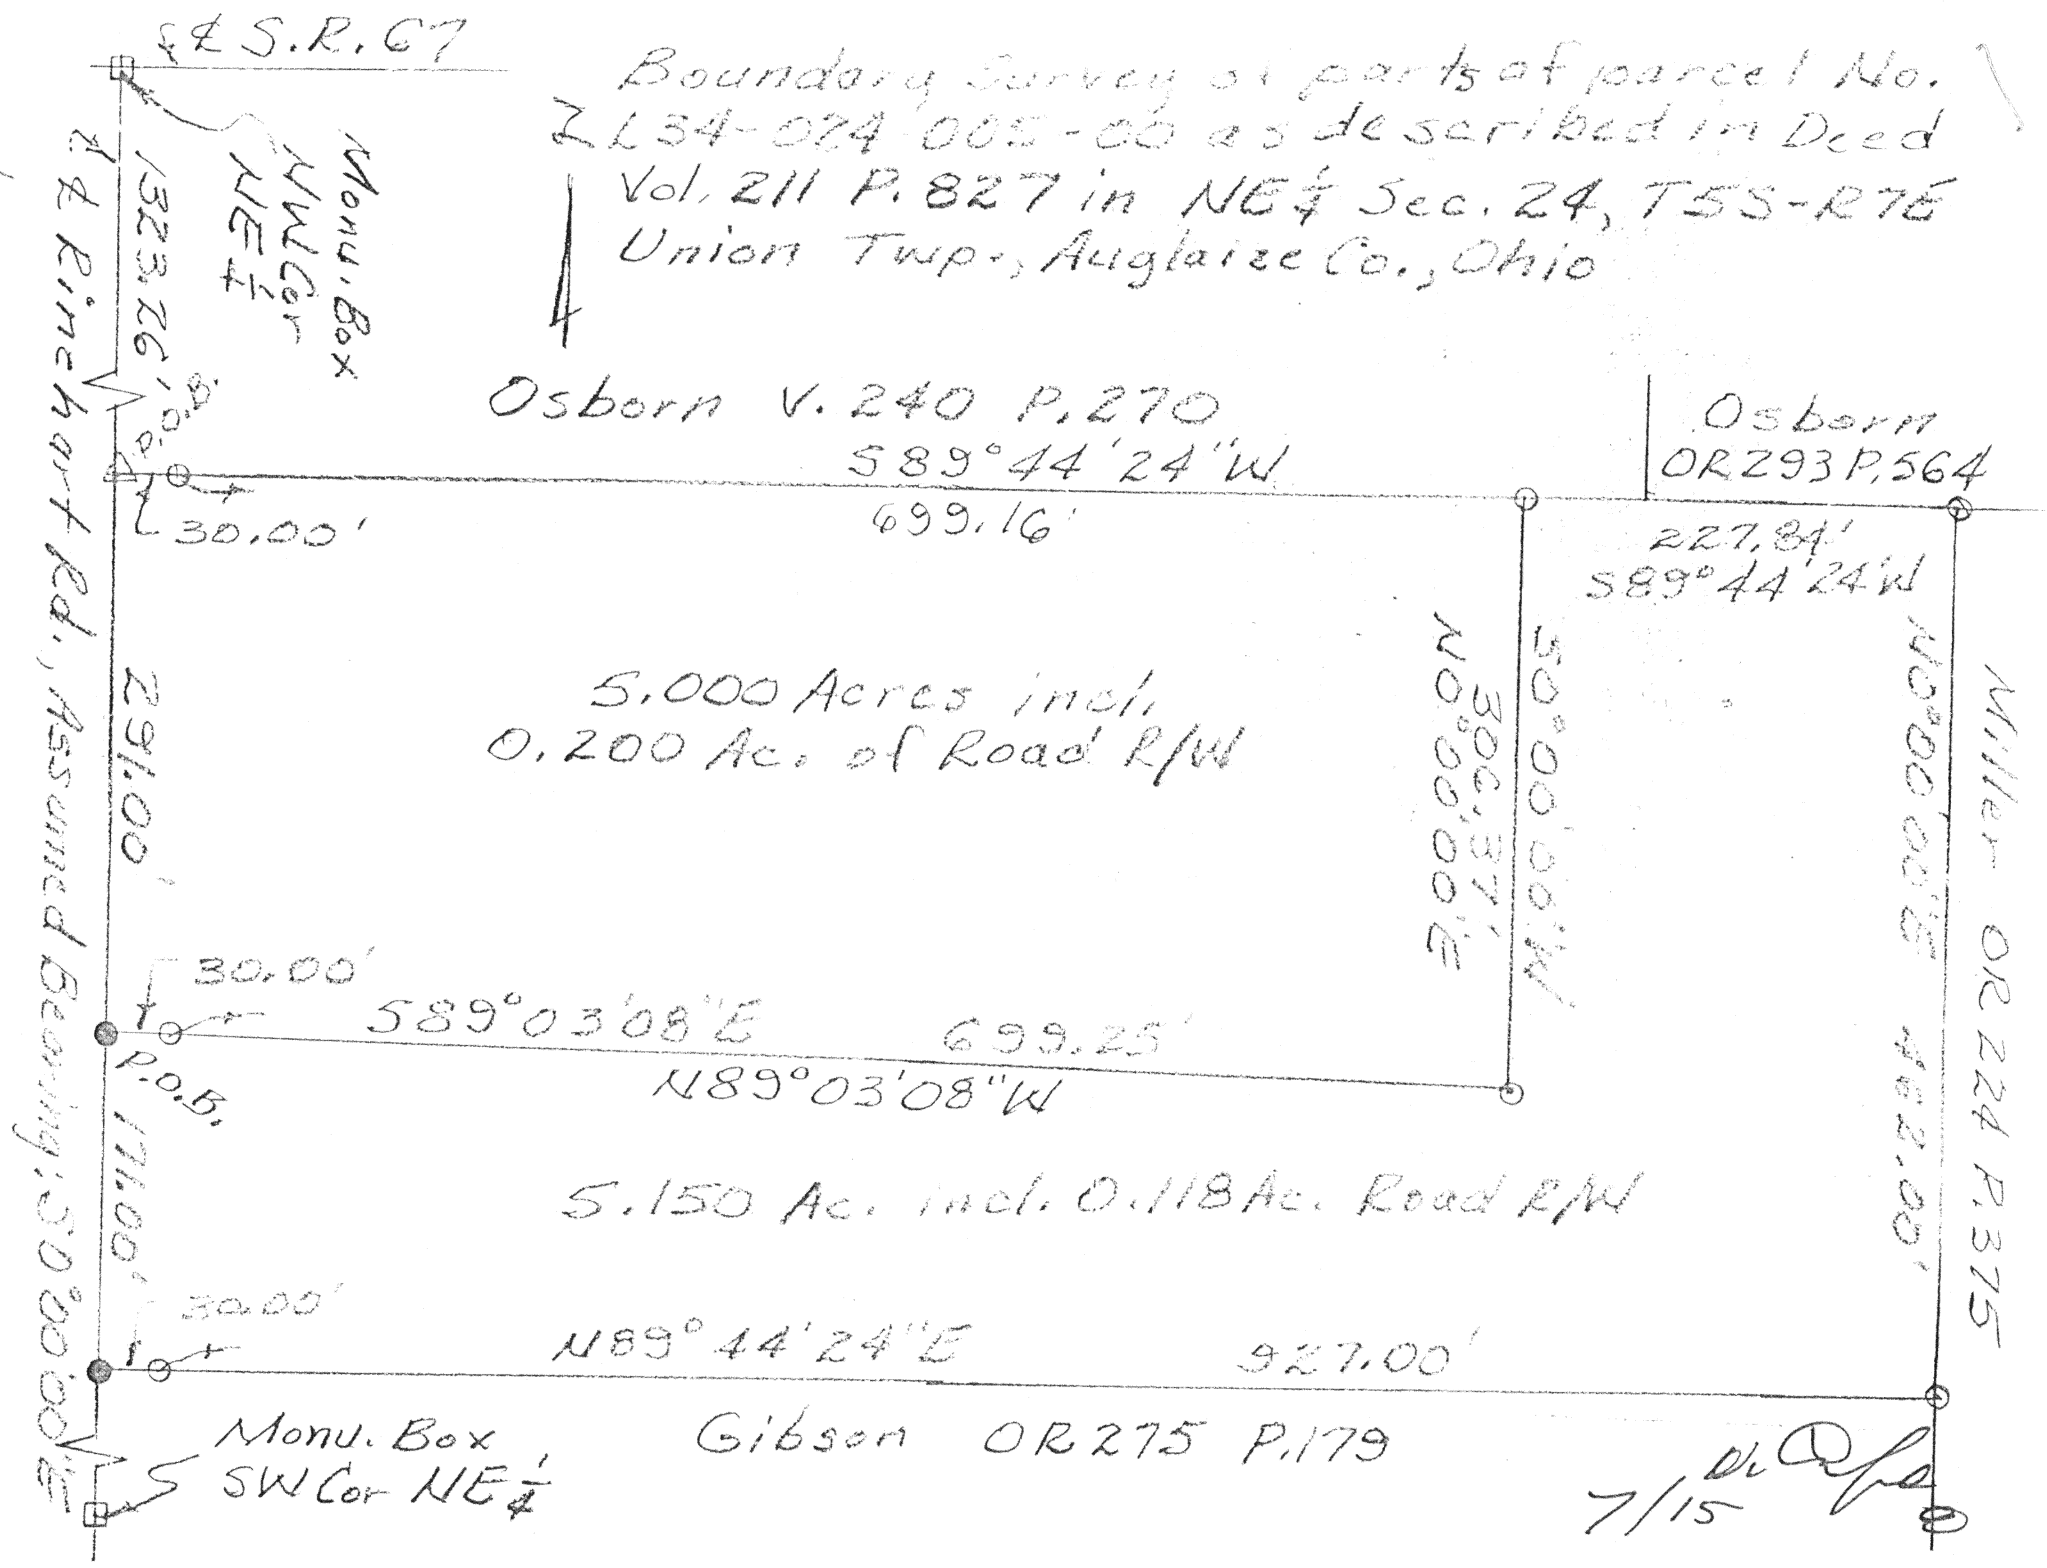 ℄ S.R. 67
Boundary Survey of parts of parcel No.
L34-024-005-00 as described in Deed
Vol. 211 P. 827 in NE¼ Sec. 24, T5S-R7E
Union Twp., Auglaize Co., Ohio
Monu. Box
NW Cor
NE¼
1323.26'
℄ Rinehart Rd., Assumed Bearing: S0°00'00"E
P.O.B.
Osborn V. 240 P. 270
S89°44'24"W
699.16'
30.00'
Osborn
OR 293 P. 564
227.84'
S89°44'24"W
291.00'
5.000 Acres incl.
0.200 Ac. of Road R/W
S0°00'00"W
306.37'
N0°00'00"E
N0°00'00"E 462.00'
Miller OR 224 P. 375
30.00'
S89°03'08"E 699.25'
N89°03'08"W
P.O.B.
171.00'
5.150 Ac. incl. 0.118 Ac. Road R/W
30.00'
N89°44'24"E 927.00'
Monu. Box
SW Cor NE¼
Gibson OR 275 P. 179
7/15